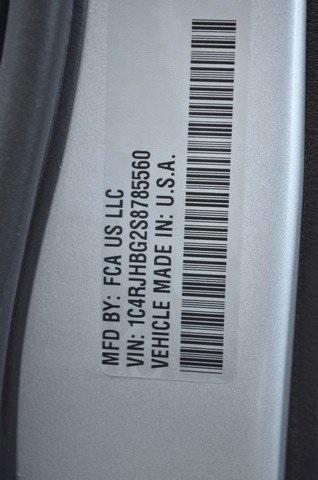 MFD BY: FCA US LLC
VIN: 1C4RJHBG2S8785560
VEHICLE MADE IN: U.S.A.